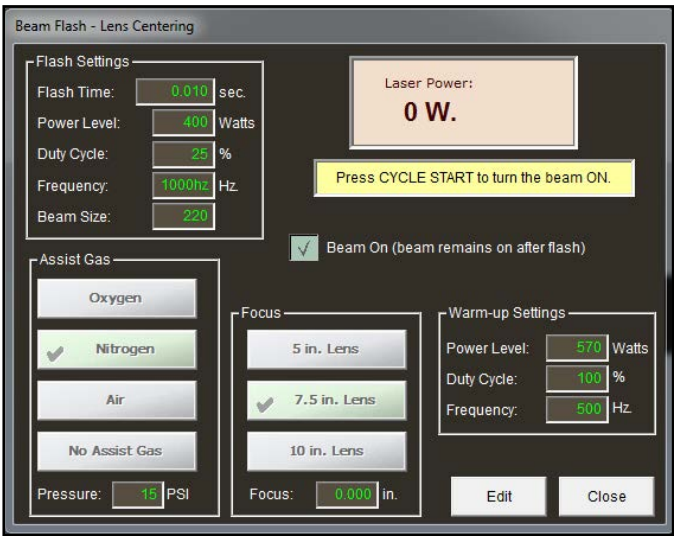 Beam Flash - Lens Centering
Flash Settings
Flash Time: 0.010 sec.
Power Level: 400 Watts
Duty Cycle: 25 %
Frequency: 1000hz Hz.
Beam Size: 220
Laser Power:
0 W.
Press CYCLE START to turn the beam ON.
Beam On (beam remains on after flash)
Assist Gas
Oxygen
Nitrogen
Air
No Assist Gas
Pressure: 15 PSI
Focus
5 in. Lens
7.5 in. Lens
10 in. Lens
Focus: 0.000 in.
Warm-up Settings
Power Level: 570 Watts
Duty Cycle: 100 %
Frequency: 500 Hz.
Edit
Close